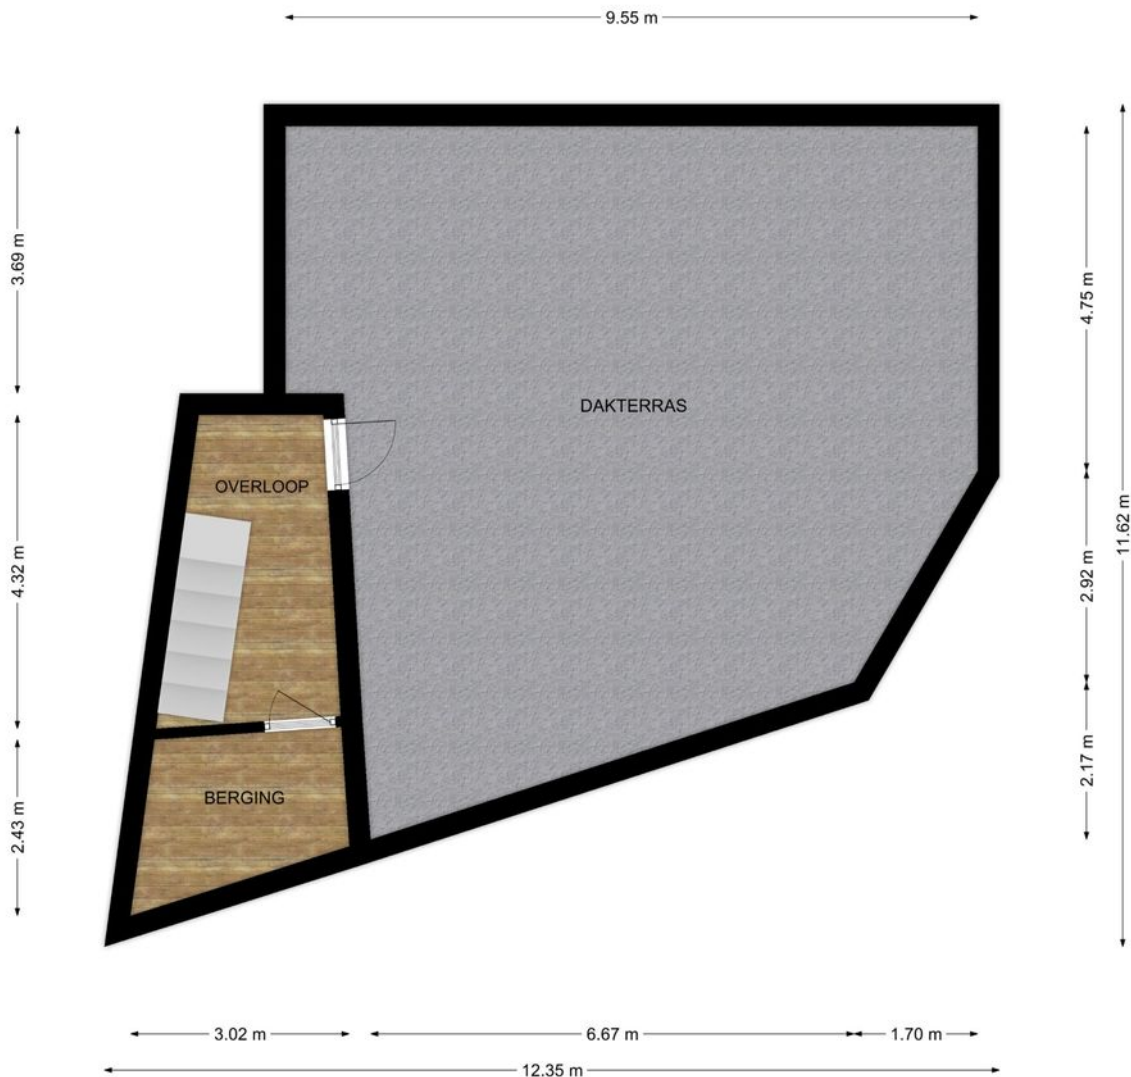 9.55 m
3.69 m
4.75 m
DAKTERRAS
OVERLOOP
11.62 m
4.32 m
2.92 m
2.17 m
BERGING
2.43 m
3.02 m
6.67 m
1.70 m
12.35 m